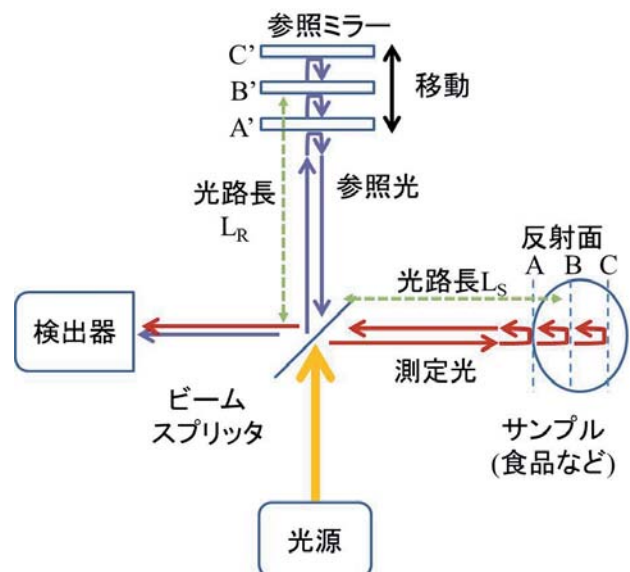 参照ミラー
C'
B'
A'
移動
光路長
L_R
参照光
反射面
A B C
光路長L_S
検出器
測定光
ビーム
スプリッタ
サンプル
(食品など)
光源